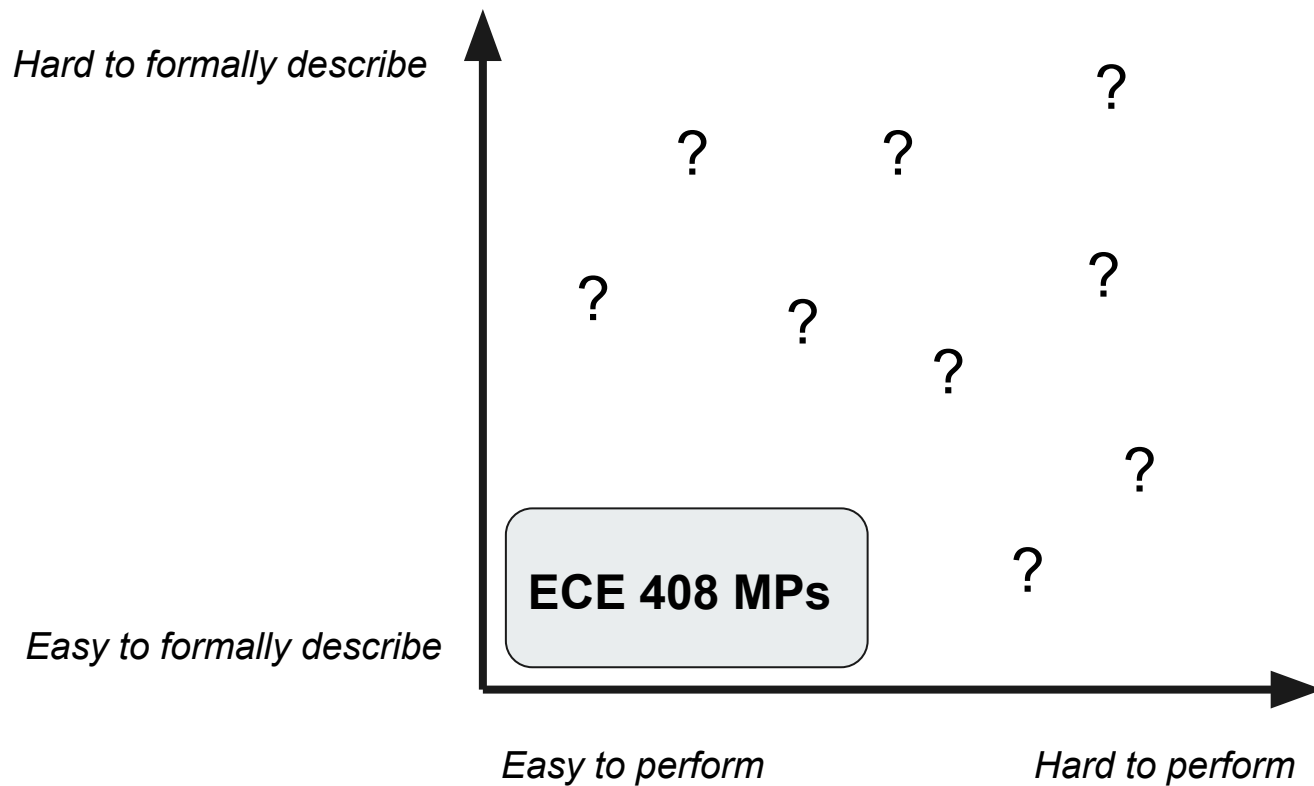 Hard to formally describe
?
?
?
?
?
?
?
?
?
ECE 408 MPs
Easy to formally describe
Easy to perform
Hard to perform